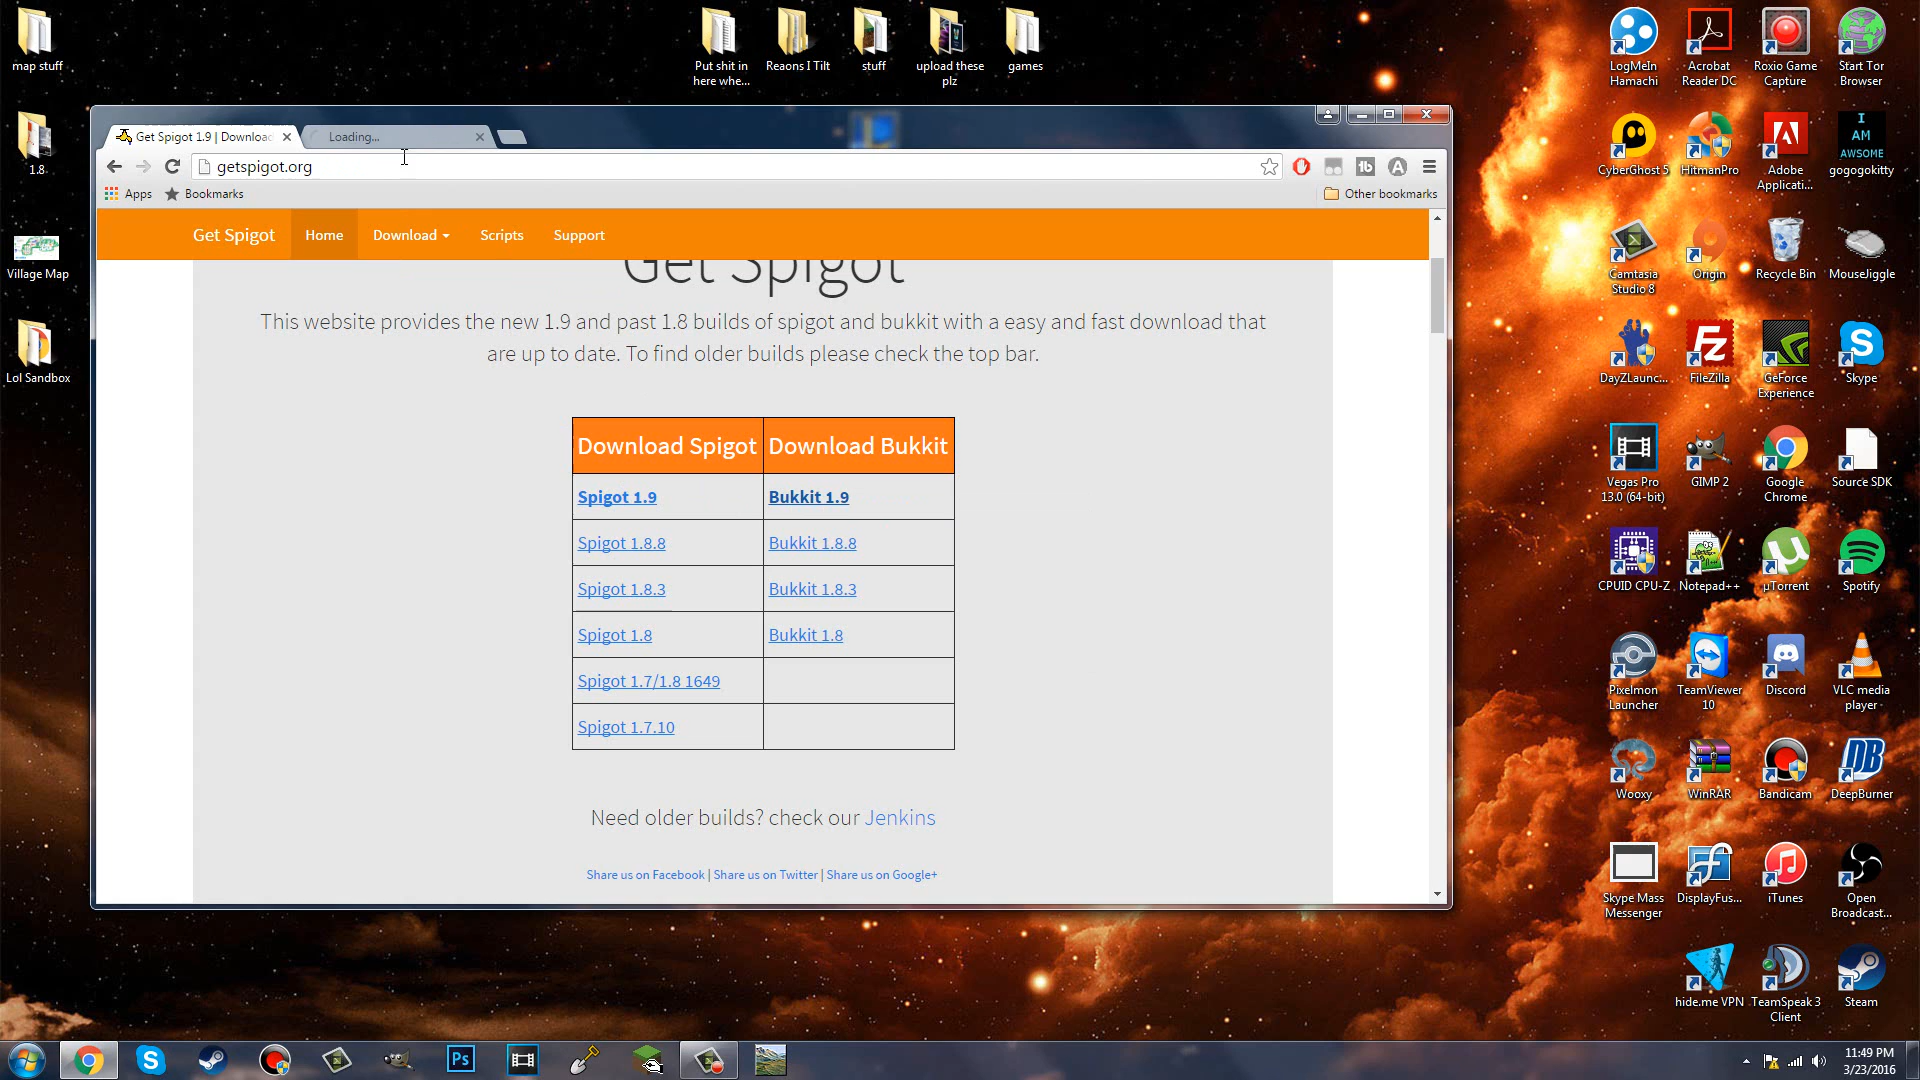 map stuff
Put shit in
here whe...
Reaons I Tilt
stuff
upload these
plz
games
LogMeIn
Hamachi
Acrobat
Reader DC
Roxio Game
Capture
Start Tor
Browser
1.8
Village Map
Lol Sandbox
Get Spigot 1.9 | Download
Loading...
getspigot.org
Apps
Bookmarks
Other bookmarks
Get Spigot
Home
Download
Scripts
Support
Get Spigot
This website provides the new 1.9 and past 1.8 builds of spigot and bukkit with a easy and fast download that
are up to date. To find older builds please check the top bar.
Download Spigot
Download Bukkit
Spigot 1.9
Bukkit 1.9
Spigot 1.8.8
Bukkit 1.8.8
Spigot 1.8.3
Bukkit 1.8.3
Spigot 1.8
Bukkit 1.8
Spigot 1.7/1.8 1649
Spigot 1.7.10
Need older builds? check our Jenkins
Share us on Facebook | Share us on Twitter | Share us on Google+
I
AM
AWSOME
CyberGhost 5
HitmanPro
Adobe
Applicati...
gogogokitty
Camtasia
Studio 8
Origin
Recycle Bin
MouseJiggle
DayZLaunc...
FileZilla
GeForce
Experience
Skype
Vegas Pro
13.0 (64-bit)
GIMP 2
Google
Chrome
Source SDK
CPUID CPU-Z
Notepad++
µTorrent
Spotify
Pixelmon
Launcher
TeamViewer
10
Discord
VLC media
player
Wooxy
WinRAR
Bandicam
DeepBurner
Skype Mass
Messenger
DisplayFus...
iTunes
Open
Broadcast...
hide.me VPN
TeamSpeak 3
Client
Steam
Ps
11:49 PM
3/23/2016